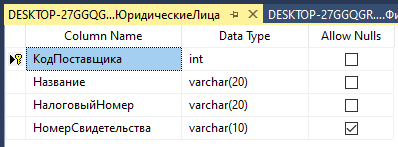 DESKTOP-27GGQG...ЮридическиеЛица DESKTOP-27GGQGR....Фи
Column Name Data Type Allow Nulls
КодПоставщика int
Название varchar(20)
НалоговыйНомер varchar(20)
НомерСвидетельства varchar(10)